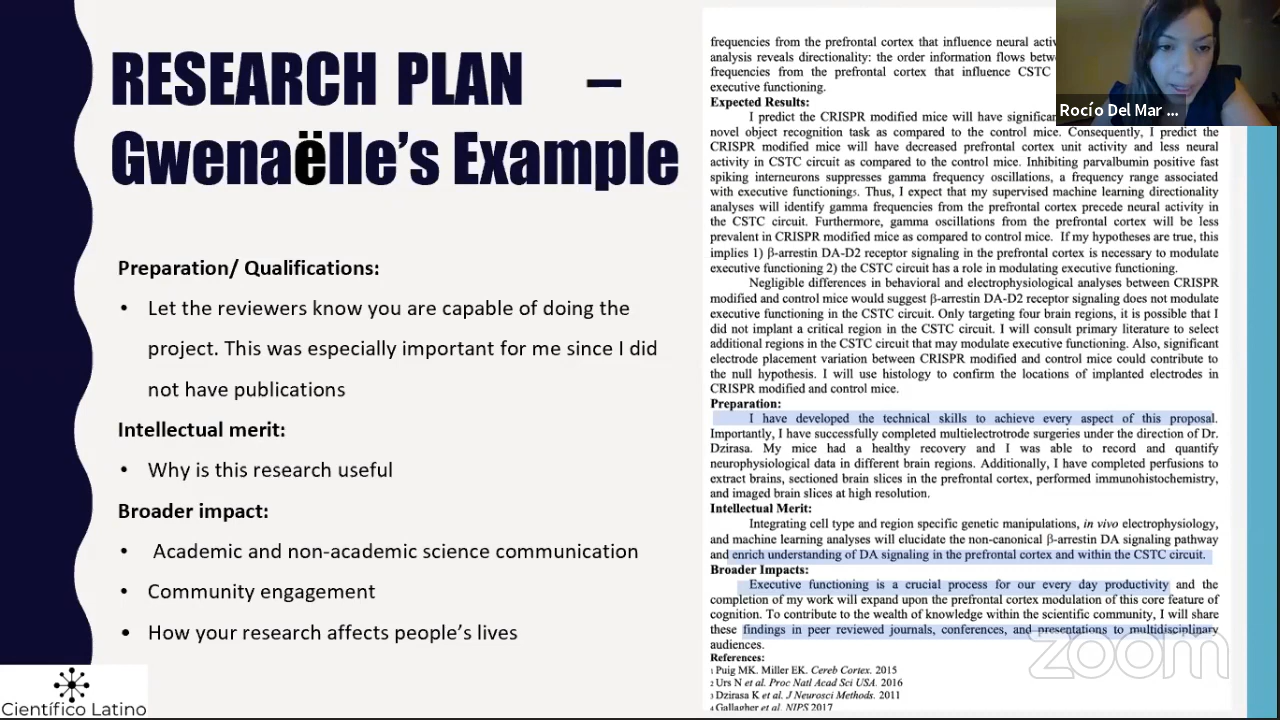 RESEARCH PLAN –
Gwenaëlle's Example
Preparation/ Qualifications:
• Let the reviewers know you are capable of doing the
project. This was especially important for me since I did
not have publications
Intellectual merit:
• Why is this research useful
Broader impact:
• Academic and non-academic science communication
• Community engagement
• How your research affects people's lives
Científico Latino
frequencies from the prefrontal cortex that influence neural
analysis reveals directionality: the order information flows
frequencies from the prefrontal cortex that influence CSTC
executive functioning.
Expected Results:
I predict the CRISPR modified mice will have
novel object recognition task as compared to the control mice. Consequently, I predict the
CRISPR modified mice will have decreased prefrontal cortex unit activity and less neural
activity in CSTC circuit as compared to the control mice. Inhibiting parvalbumin positive fast
spiking interneurons suppresses gamma frequency oscillations, a frequency range associated
with executive functioning5. Thus, I expect that my supervised machine learning directionality
analyses will identify gamma frequencies from the prefrontal cortex precede neural activity in
the CSTC circuit. Furthermore, gamma oscillations from the prefrontal cortex will be less
prevalent in CRISPR modified mice as compared to control mice. If my hypotheses are true, this
implies 1) β-arrestin DA-D2 receptor signaling in the prefrontal cortex is necessary to modulate
executive functioning 2) the CSTC circuit has a role in modulating executive functioning.
Negligible differences in behavioral and electrophysiological analyses between CRISPR
modified and control mice would suggest β-arrestin DA-D2 receptor signaling does not modulate
executive functioning in the CSTC circuit. Only targeting four brain regions, it is possible that I
did not implant a critical region in the CSTC circuit. I will consult primary literature to select
additional regions in the CSTC circuit that may modulate executive functioning. Also, significant
electrode placement variation between CRISPR modified and control mice could contribute to
the null hypothesis. I will use histology to confirm the locations of implanted electrodes in
CRISPR modified and control mice.
Preparation:
I have developed the technical skills to achieve every aspect of this proposal.
Importantly, I have successfully completed multielectrotrode surgeries under the direction of Dr.
Dzirasa. My mice had a healthy recovery and I was able to record and quantify
neurophysiological data in different brain regions. Additionally, I have completed perfusions to
extract brains, sectioned brain slices in the prefrontal cortex, performed immunohistochemistry,
and imaged brain slices at high resolution.
Intellectual Merit:
Integrating cell type and region specific genetic manipulations, in vivo electrophysiology,
and machine learning analyses will elucidate the non-canonical β-arrestin DA signaling pathway
and enrich understanding of DA signaling in the prefrontal cortex and within the CSTC circuit.
Broader Impacts:
Executive functioning is a crucial process for our every day productivity and the
completion of my work will expand upon the prefrontal cortex modulation of this core feature of
cognition. To contribute to the wealth of knowledge within the scientific community, I will share
these findings in peer reviewed journals, conferences, and presentations to multidisciplinary
audiences.
References:
1 Puig MK. Miller EK. Cereb Cortex. 2015
2 Urs N et al. Proc Natl Acad Sci USA. 2016
3 Dzirasa K et al. J Neurosci Methods. 2011
4 Gallagher et al. NIPS 2017
Rocío Del Mar ...
zoom